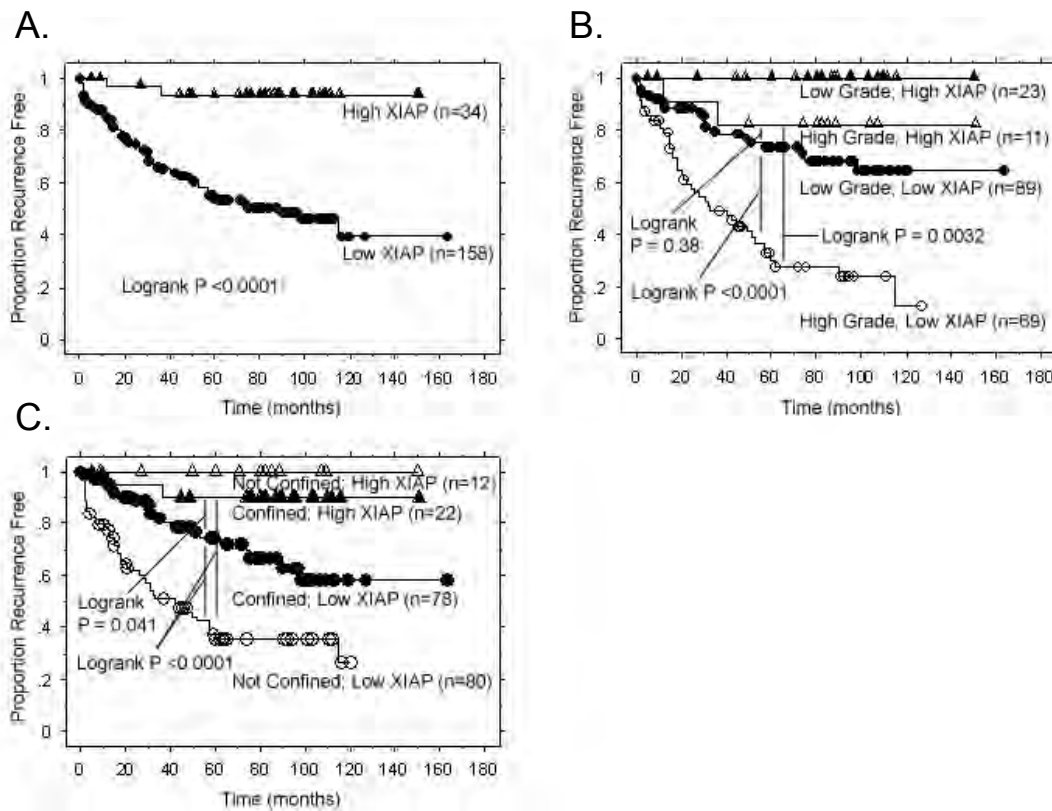 A.
Proportion Recurrence Free
1
.8
.6
.4
.2
0
High XIAP (n=34)
Low XIAP (n=158)
Logrank P <0.0001
0 20 40 60 80 100 120 140 160 180
Time (months)
B.
Proportion Recurrence Free
1
.8
.6
.4
.2
0
Low Grade; High XIAP (n=23)
High Grade; High XIAP (n=11)
Low Grade; Low XIAP (n=89)
Logrank
P = 0.38
Logrank P = 0.0032
Logrank P <0.0001
High Grade; Low XIAP (n=69)
0 20 40 60 80 100 120 140 160 180
Time (months)
C.
Proportion Recurrence Free
1
.8
.6
.4
.2
0
Not Confined; High XIAP (n=12)
Confined; High XIAP (n=22)
Logrank
P = 0.041
Confined; Low XIAP (n=78)
Logrank P <0.0001
Not Confined; Low XIAP (n=80)
0 20 40 60 80 100 120 140 160 180
Time (months)